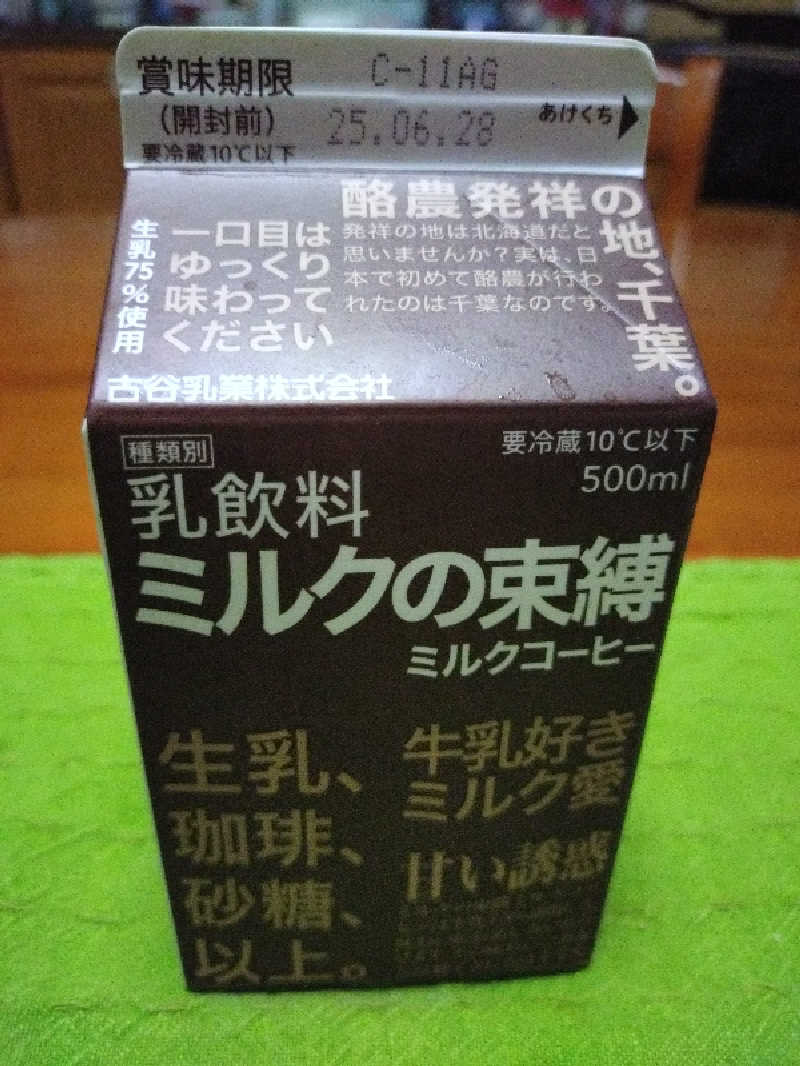 賞味期限
C-11AG
(開封前)
25.06.28
あけくち
要冷蔵10℃以下
酪農発祥の地、千葉。
発祥の地は北海道だと
思いませんか?実は、日
本で初めて酪農が行わ
れたのは千葉なのです。
一口目は
ゆっくり
味わって
ください
生乳75%使用
古谷乳業株式会社
種類別
要冷蔵10℃以下
乳飲料
500ml
ミルクの束縛
ミルクコーヒー
牛乳好き
ミルク愛
甘い誘惑
生乳、
珈琲、
砂糖、
以上。